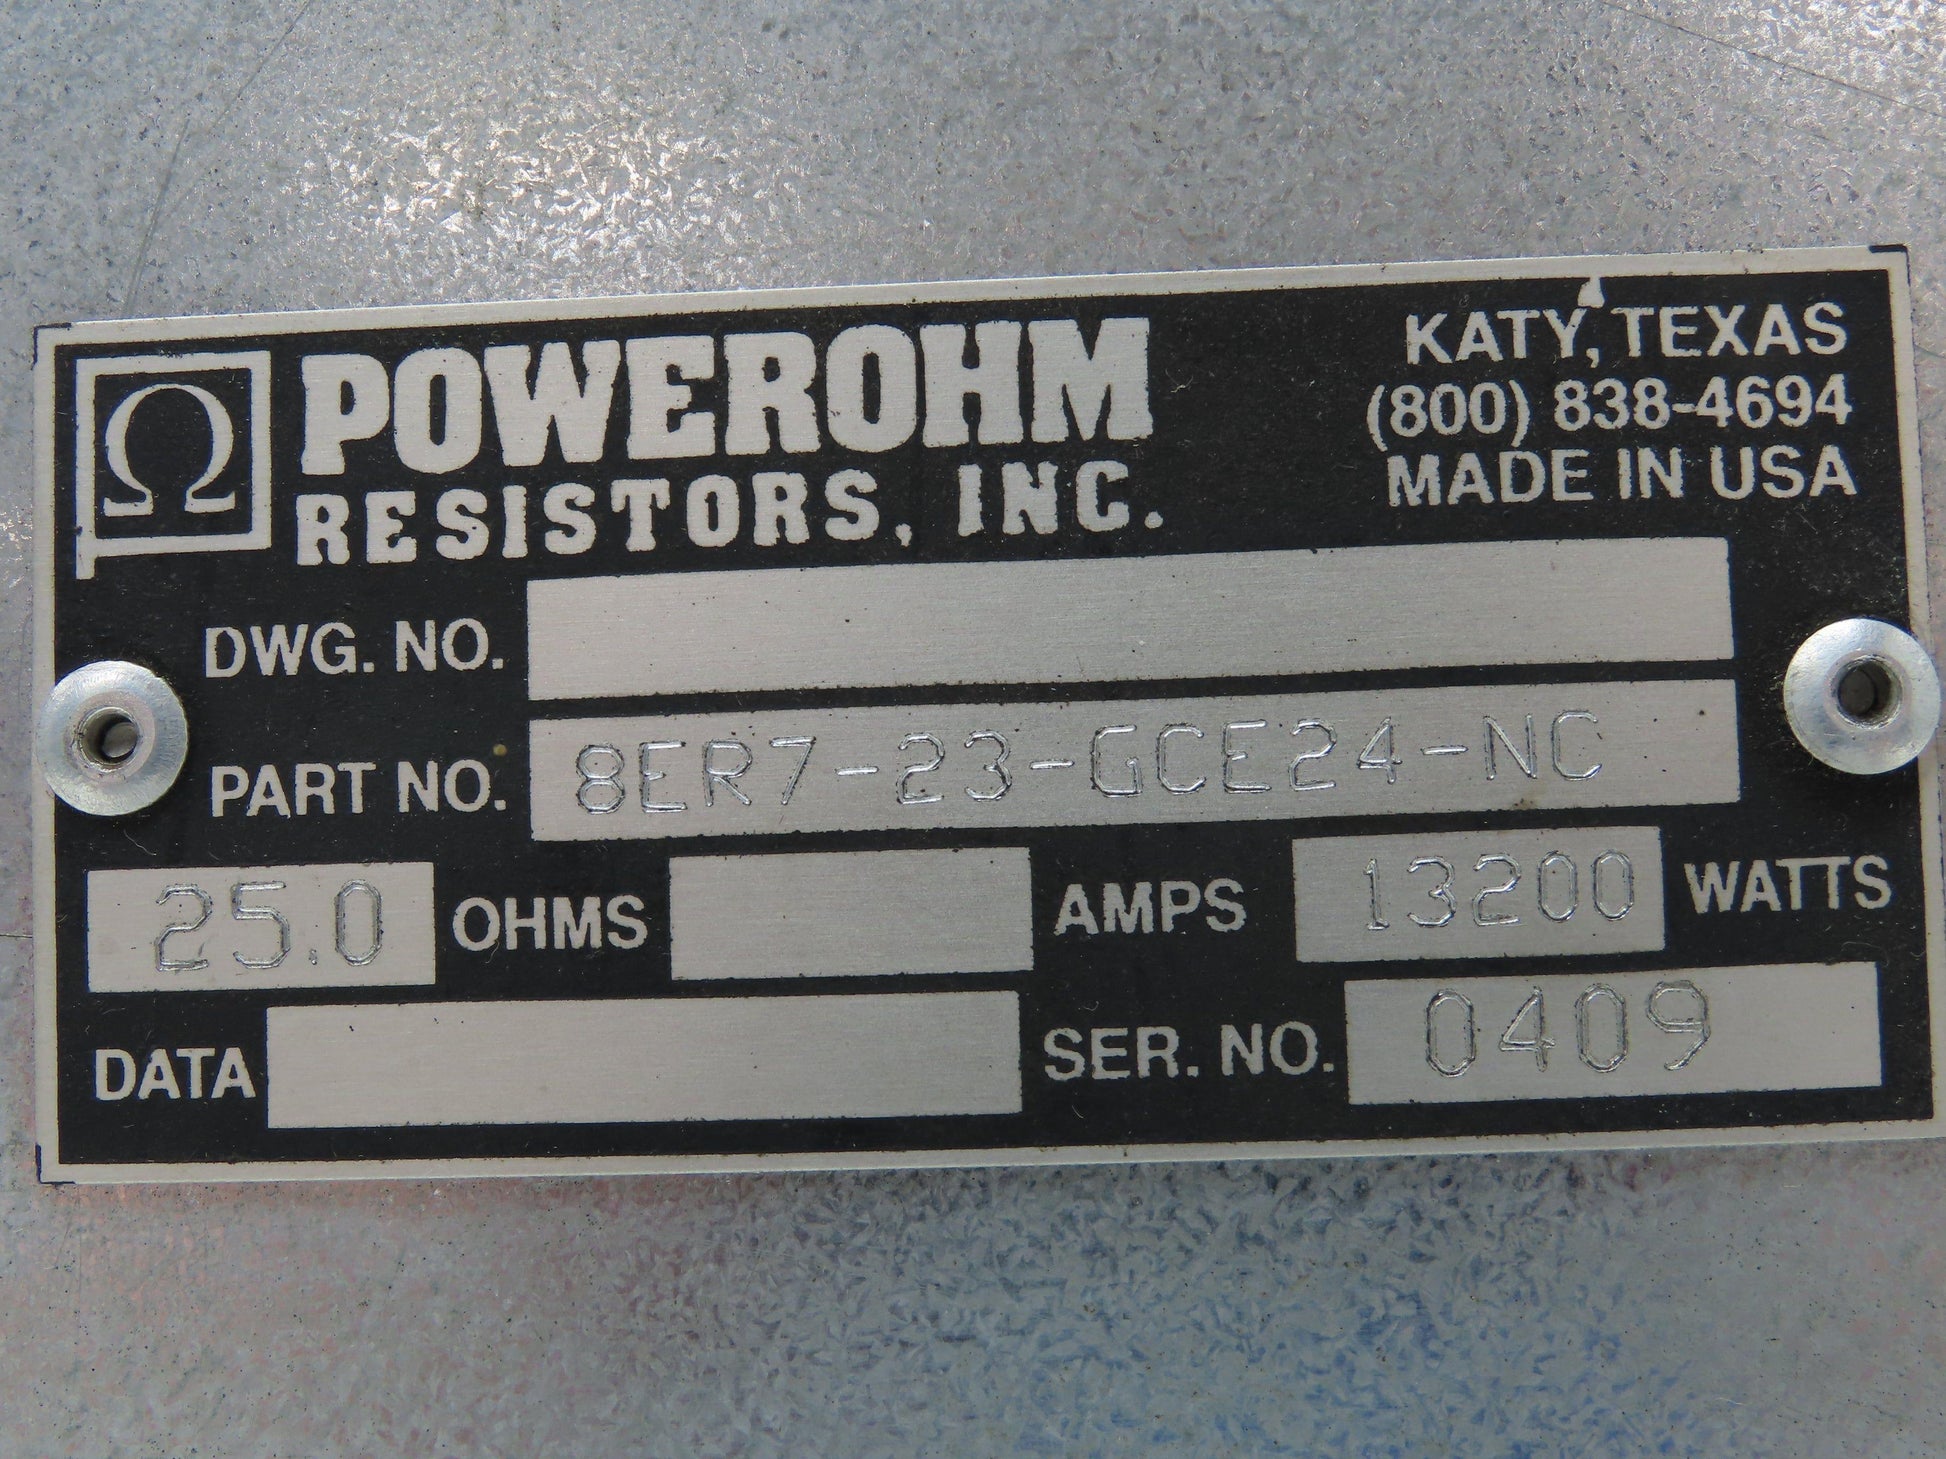 Ω POWEROHM
RESISTORS, INC.
KATY, TEXAS
(800) 838-4694
MADE IN USA
DWG. NO.
PART NO. 8ER7-23-GCE24-NC
25.0 OHMS AMPS 13200 WATTS
DATA SER. NO. 0409